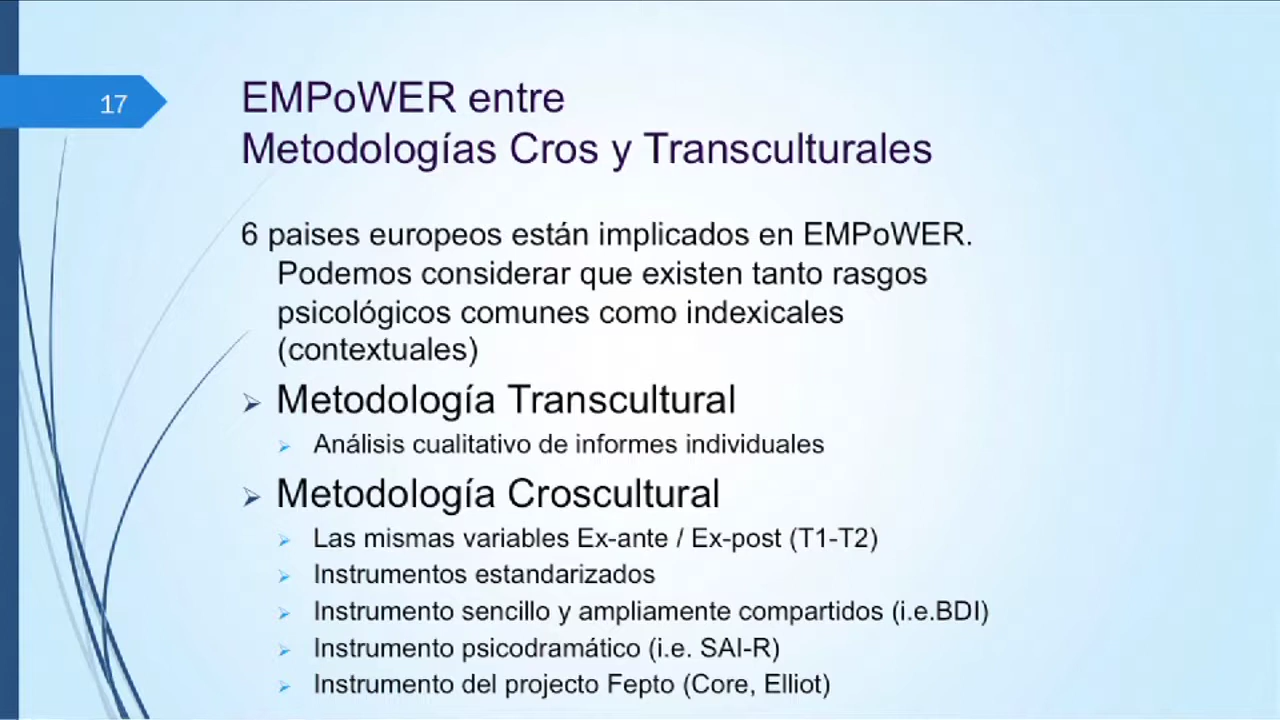 17
EMPoWER entre
Metodologías Cros y Transculturales
6 paises europeos están implicados en EMPoWER.
Podemos considerar que existen tanto rasgos
psicológicos comunes como indexicales
(contextuales)
Metodología Transcultural
Análisis cualitativo de informes individuales
Metodología Croscultural
Las mismas variables Ex-ante / Ex-post (T1-T2)
Instrumentos estandarizados
Instrumento sencillo y ampliamente compartidos (i.e.BDI)
Instrumento psicodramático (i.e. SAI-R)
Instrumento del projecto Fepto (Core, Elliot)